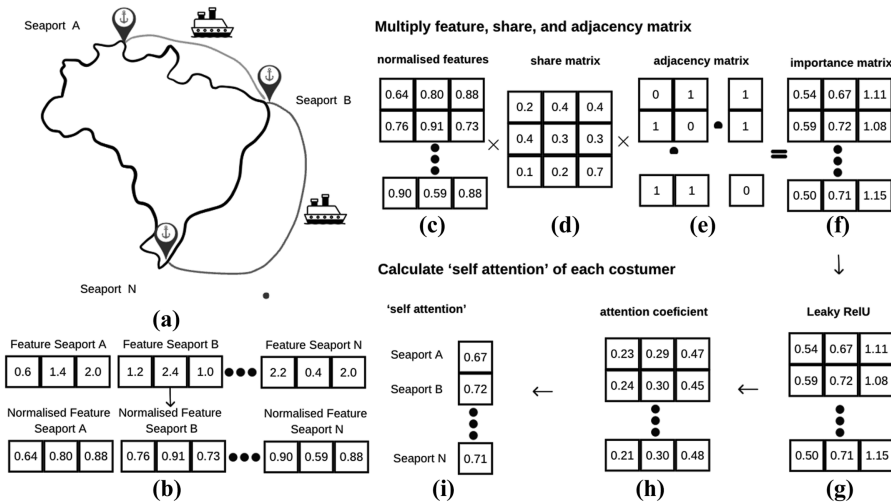 Seaport A
Seaport B
Seaport N
(a)
Feature Seaport A
Feature Seaport B
Feature Seaport N
0.6 1.4 2.0
1.2 2.4 1.0
2.2 0.4 2.0
Normalised Feature
Seaport A
Normalised Feature
Seaport B
Normalised Feature
Seaport N
0.64 0.80 0.88
0.76 0.91 0.73
0.90 0.59 0.88
(b)
Multiply feature, share, and adjacency matrix
normalised features
0.64 0.80 0.88
0.76 0.91 0.73
0.90 0.59 0.88
(c)
×
share matrix
0.2 0.4 0.4
0.4 0.3 0.3
0.1 0.2 0.7
(d)
×
adjacency matrix
0 1 1
1 0 1
1 1 0
(e)
=
importance matrix
0.54 0.67 1.11
0.59 0.72 1.08
0.50 0.71 1.15
(f)
Calculate ‘self attention’ of each costumer
Leaky RelU
0.54 0.67 1.11
0.59 0.72 1.08
0.50 0.71 1.15
(g)
attention coeficient
0.23 0.29 0.47
0.24 0.30 0.45
0.21 0.30 0.48
(h)
‘self attention’
Seaport A 0.67
Seaport B 0.72
Seaport N 0.71
(i)